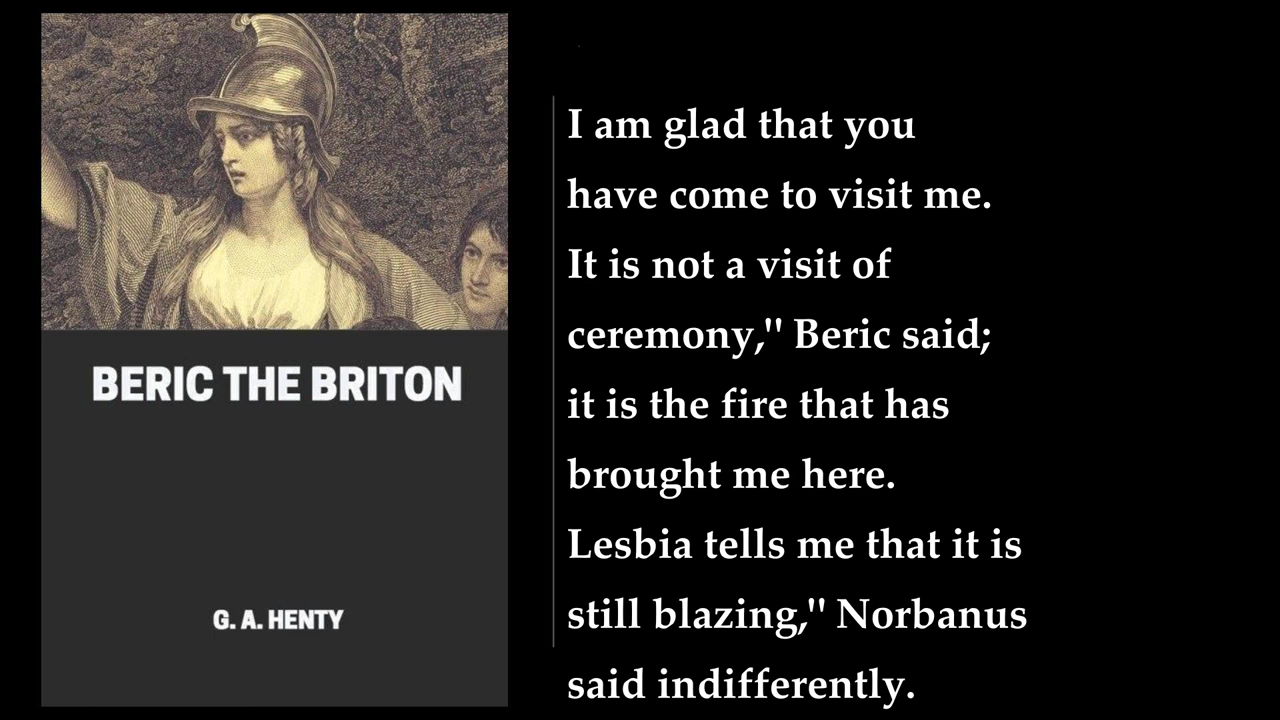 BERIC THE BRITON
G. A. HENTY
I am glad that you
have come to visit me.
It is not a visit of
ceremony," Beric said;
it is the fire that has
brought me here.
Lesbia tells me that it is
still blazing," Norbanus
said indifferently.